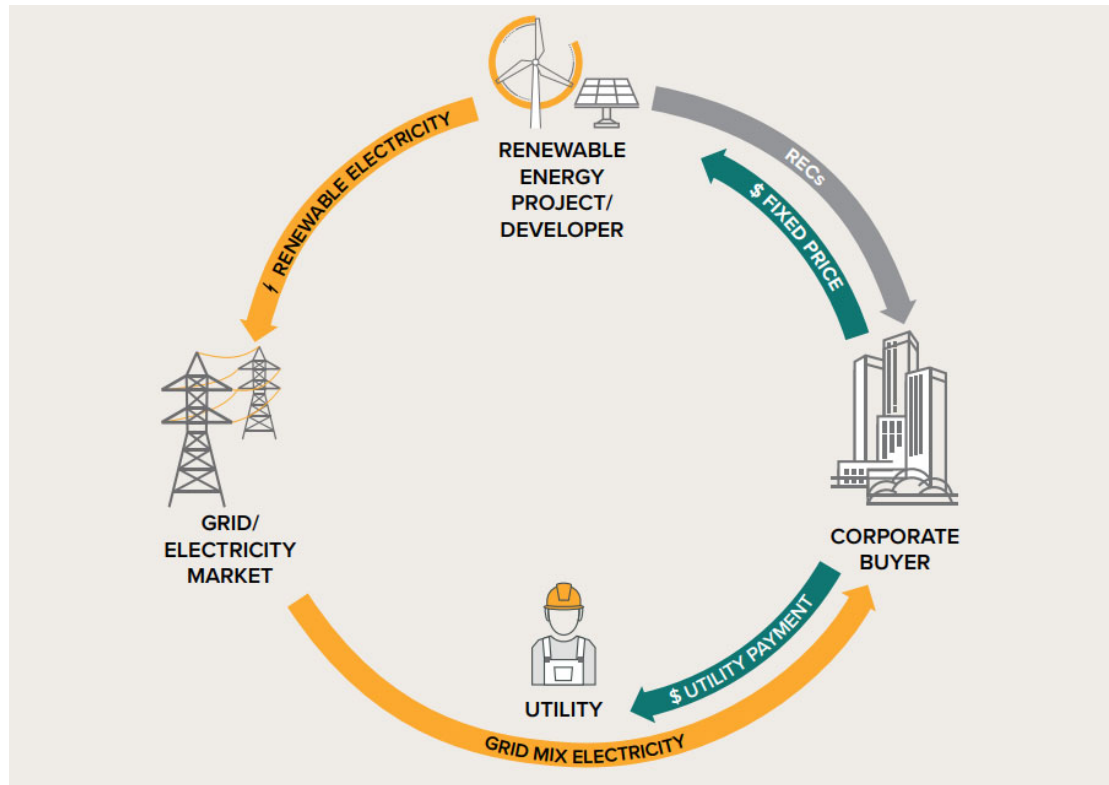 RENEWABLE
ENERGY
PROJECT/
DEVELOPER
RENEWABLE ELECTRICITY
RECs
$ FIXED PRICE
GRID/
ELECTRICITY
MARKET
CORPORATE
BUYER
$ UTILITY PAYMENT
UTILITY
GRID MIX ELECTRICITY